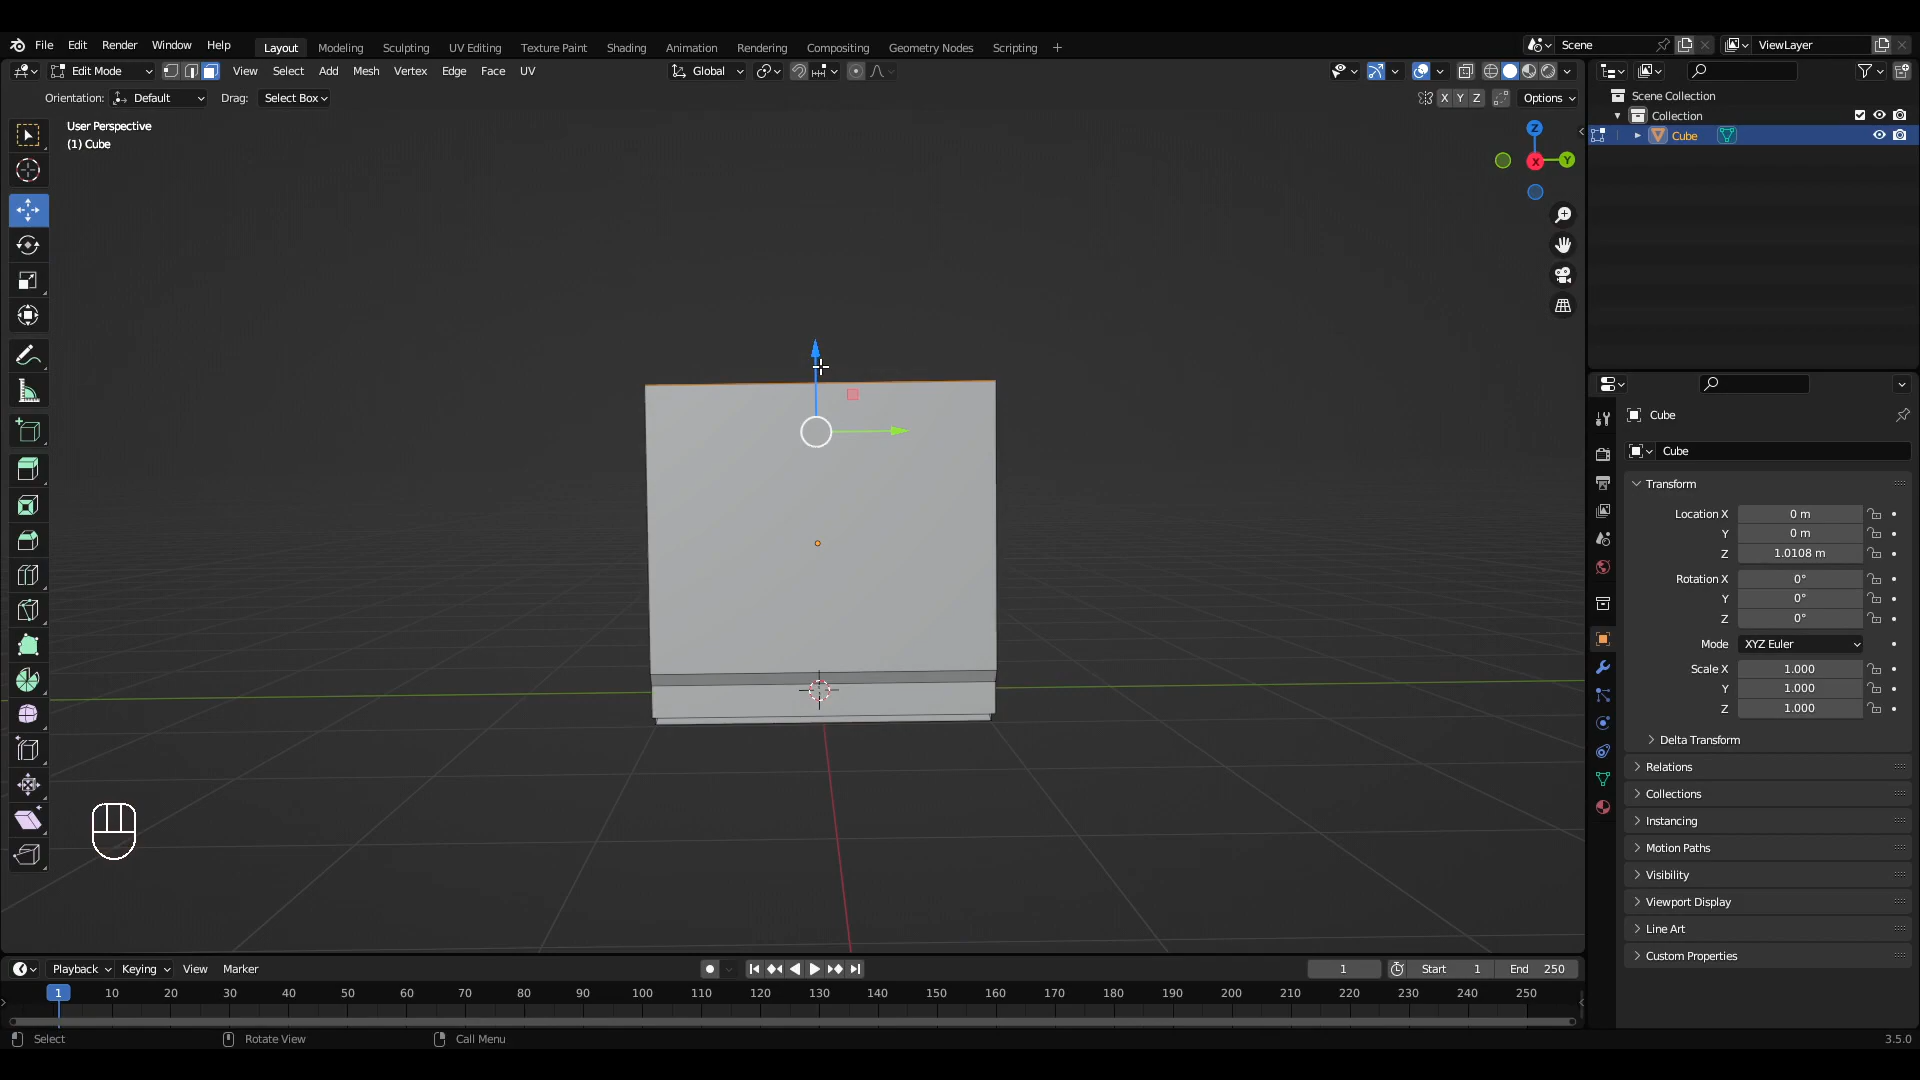 File Edit Render Window Help Layout Modeling Sculpting UV Editing Texture Paint Shading Animation Rendering Compositing Geometry Nodes Scripting + Scene ViewLayer
Edit Mode View Select Add Mesh Vertex Edge Face UV Global
Orientation: Default Drag: Select Box X Y Z Options
User Perspective
(1) Cube
Z
X
Y
Scene Collection
Collection
Cube
Cube
Cube
Transform
Location X 0 m
Y 0 m
Z 1.0108 m
Rotation X 0°
Y 0°
Z 0°
Mode XYZ Euler
Scale X 1.000
Y 1.000
Z 1.000
Delta Transform
Relations
Collections
Instancing
Motion Paths
Visibility
Viewport Display
Line Art
Custom Properties
Playback Keying View Marker 1 Start 1 End 250
1 10 20 30 40 50 60 70 80 90 100 110 120 130 140 150 160 170 180 190 200 210 220 230 240 250
Select Rotate View Call Menu 3.5.0